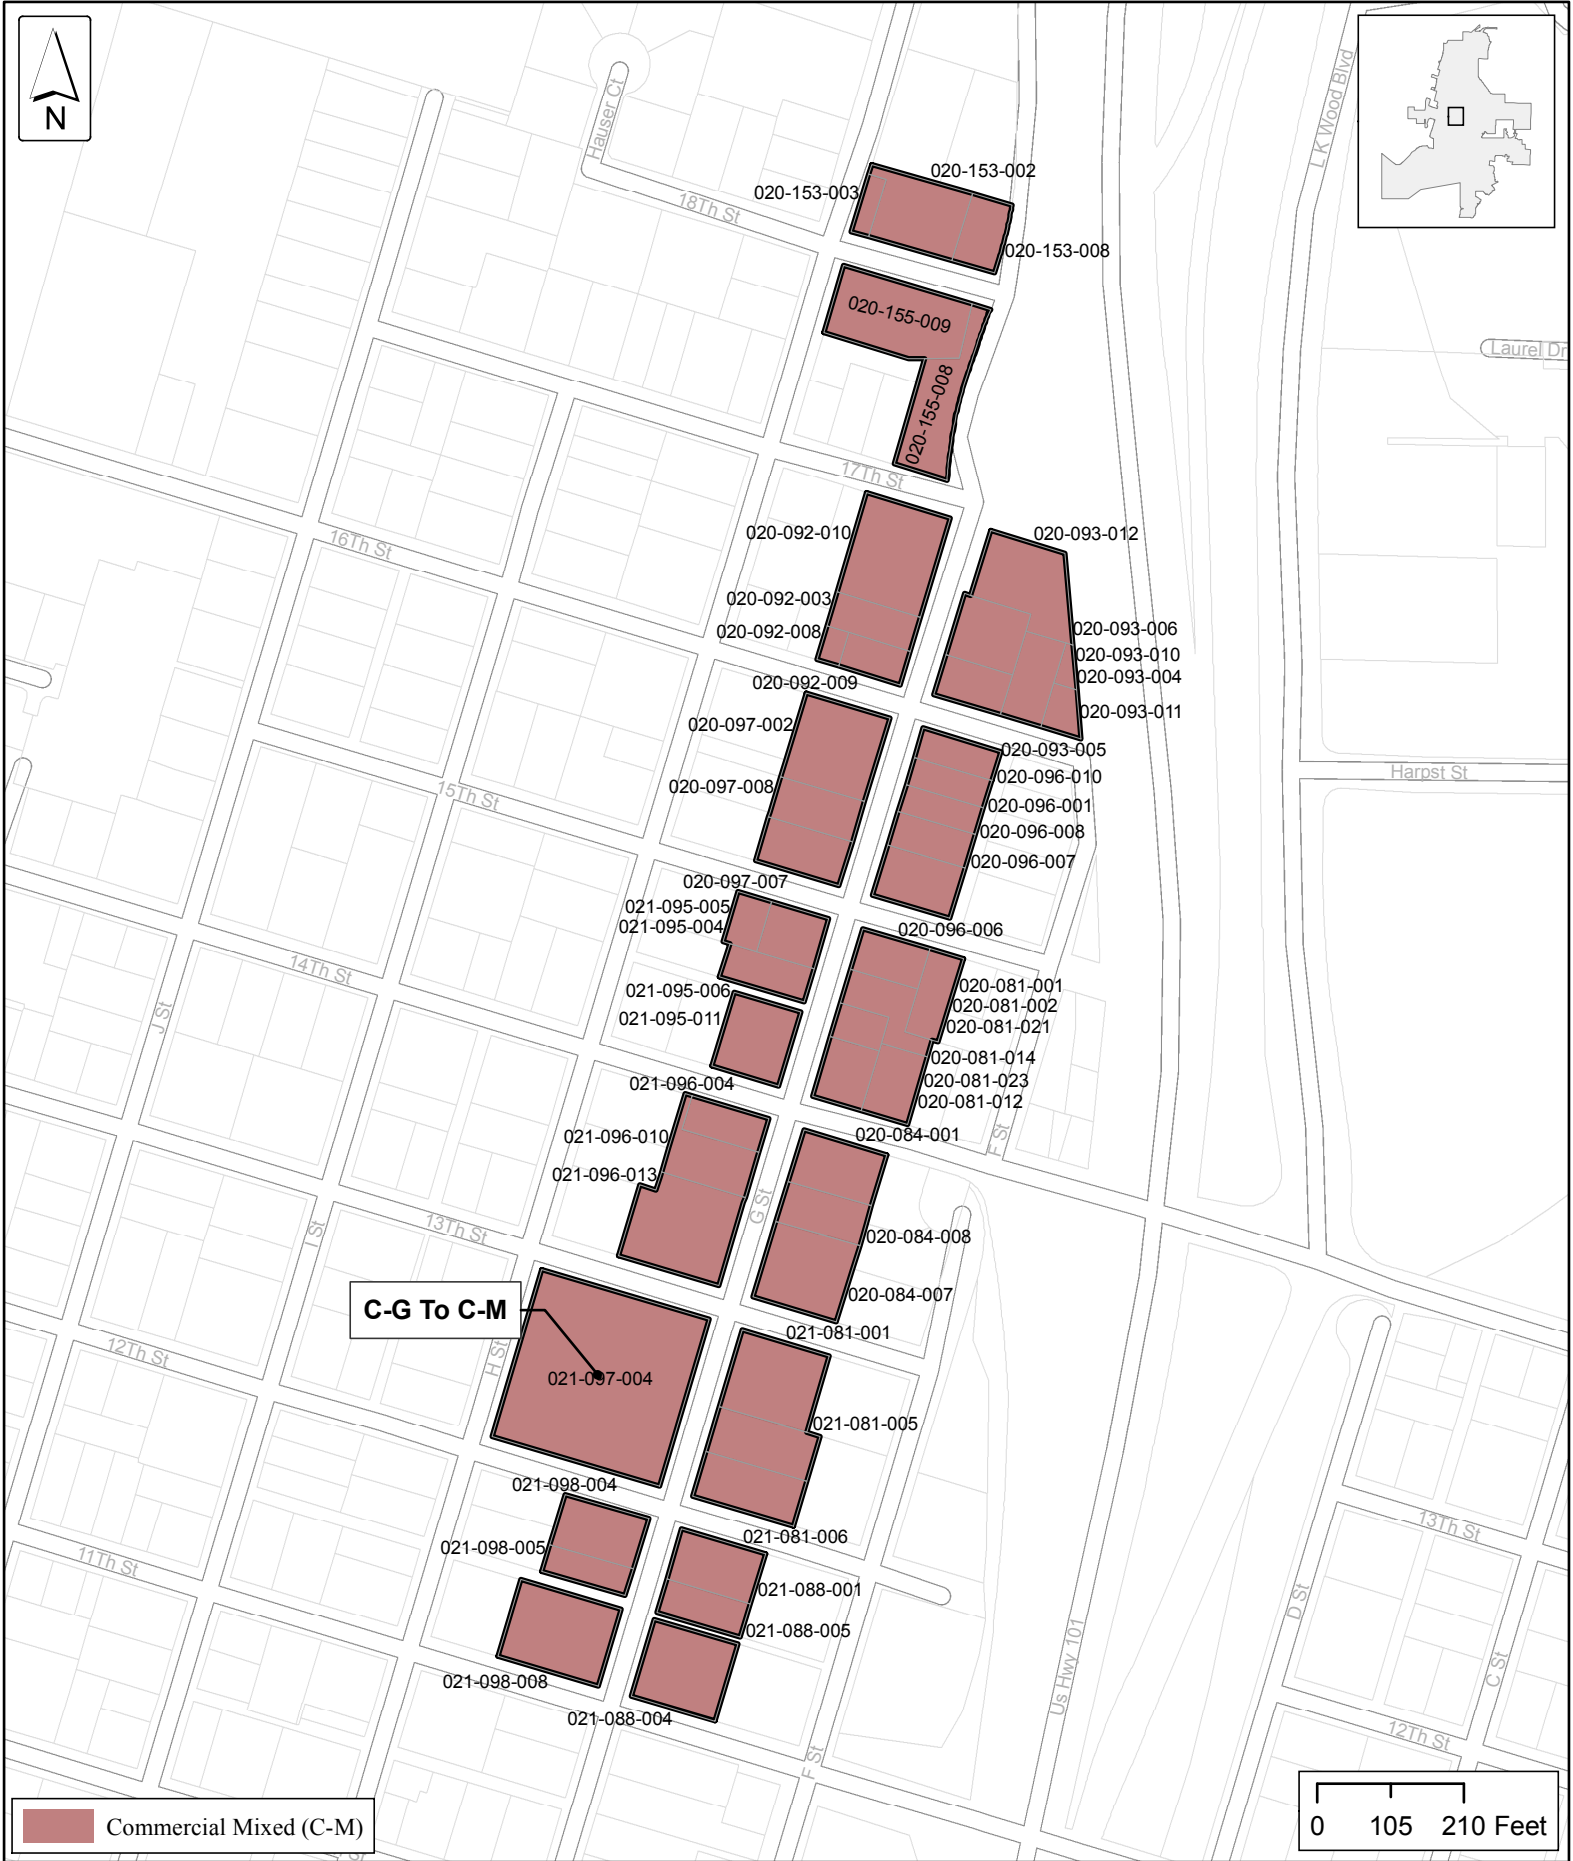 N
Hauser Ct
L K Wood Blvd
020-153-002
020-153-003
18Th St
020-153-008
020-155-009
Laurel Dr
020-155-008
17Th St
020-092-010
020-093-012
16Th St
020-092-003
020-092-008
020-093-006
020-093-010
020-093-004
020-092-009
020-093-011
020-097-002
020-093-005
020-096-010
Harpst St
020-097-008
15Th St
020-096-001
020-096-008
020-096-007
020-097-007
021-095-005
021-095-004
020-096-006
14Th St
021-095-006
020-081-001
020-081-002
J St
021-095-011
020-081-021
020-081-014
021-096-004
020-081-023
020-081-012
021-096-010
020-084-001
F St
021-096-013
G St
13Th St
I St
020-084-008
020-084-007
C-G To C-M
021-081-001
12Th St
H St
021-097-004
021-081-005
021-098-004
13Th St
021-081-006
021-098-005
11Th St
021-088-001
D St
021-088-005
Us Hwy 101
C St
021-098-008
021-088-004
12Th St
F St
Commercial Mixed (C-M)
0 105 210 Feet